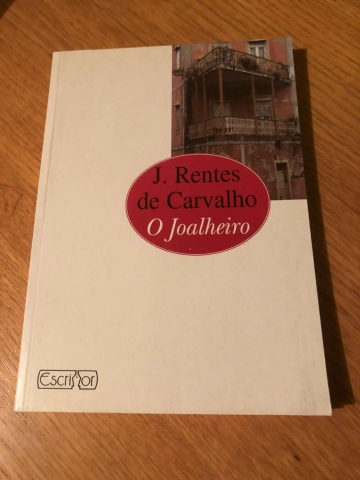 J. Rentes
de Carvalho
O Joalheiro
Escritor